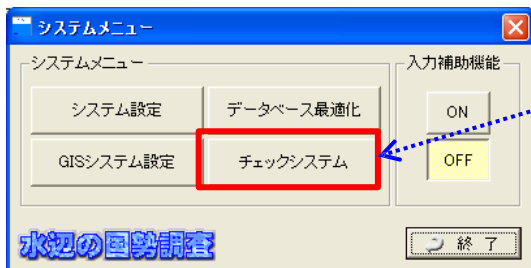 システムメニュー
システムメニュー
入力補助機能
システム設定
データベース最適化
ON
GISシステム設定
チェックシステム
OFF
水辺の国勢調査
終 了